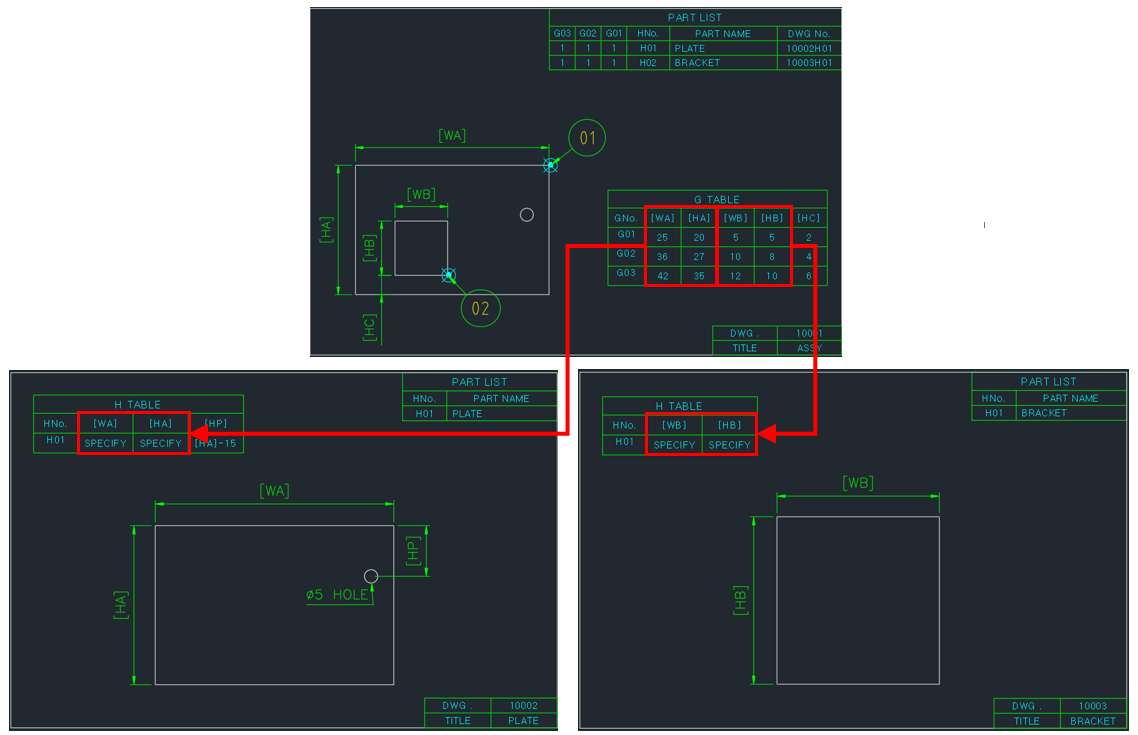 PART LIST
G03 G02 G01 HNo. PART NAME DWG No.
1 1 1 H01 PLATE 10002H01
1 1 1 H02 BRACKET 10003H01
[WA]
01
[WB]
[HA]
[HB]
02
[HC]
G TABLE
GNo. [WA] [HA] [WB] [HB] [HC]
G01 25 20 5 5 2
G02 36 27 10 8 4
G03 42 35 12 10 6
DWG . 10001
TITLE ASSY
PART LIST
HNo. PART NAME
H01 PLATE
H TABLE
HNo. [WA] [HA] [HP]
H01 SPECIFY SPECIFY [HA]-15
[WA]
[HP]
[HA]
ø5 HOLE
DWG . 10002
TITLE PLATE
PART LIST
HNo. PART NAME
H01 BRACKET
H TABLE
HNo. [WB] [HB]
H01 SPECIFY SPECIFY
[WB]
[HB]
DWG . 10003
TITLE BRACKET